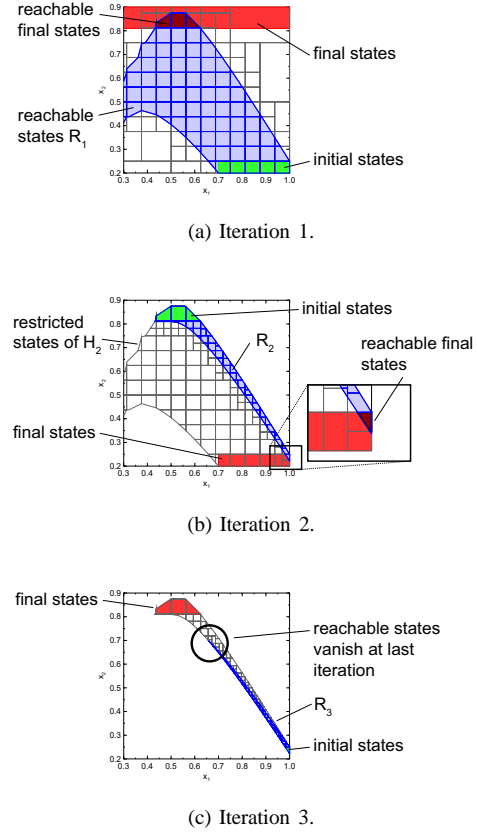 reachable
final states
final states
reachable
states R1
initial states
0.9
0.8
0.7
0.6
0.5
0.4
0.3
0.2
x2
0.3 0.4 0.5 0.6 0.7 0.8 0.9 1.0
x1
(a) Iteration 1.
restricted
states of H2
initial states
R2
reachable final
states
final states
0.9
0.8
0.7
0.6
0.5
0.4
0.3
0.2
x2
0.3 0.4 0.5 0.6 0.7 0.8 0.9 1.0
x1
(b) Iteration 2.
final states
reachable states
vanish at last
iteration
R3
initial states
0.9
0.8
0.7
0.6
0.5
0.4
0.3
0.2
x2
0.3 0.4 0.5 0.6 0.7 0.8 0.9 1.0
x1
(c) Iteration 3.